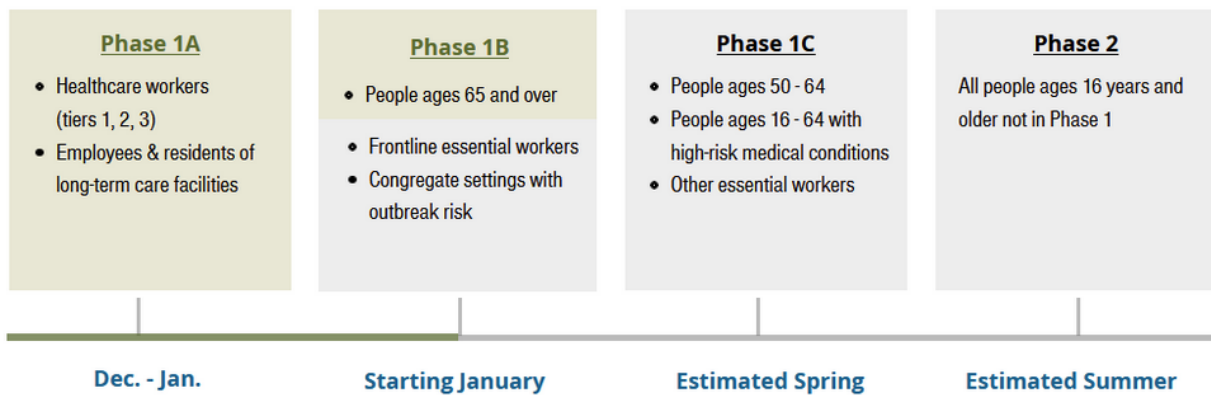 Phase 1A
• Healthcare workers
(tiers 1, 2, 3)
• Employees & residents of
long-term care facilities
Phase 1B
• People ages 65 and over
• Frontline essential workers
• Congregate settings with
outbreak risk
Phase 1C
• People ages 50 - 64
• People ages 16 - 64 with
high-risk medical conditions
• Other essential workers
Phase 2
All people ages 16 years and
older not in Phase 1
Dec. - Jan.
Starting January
Estimated Spring
Estimated Summer